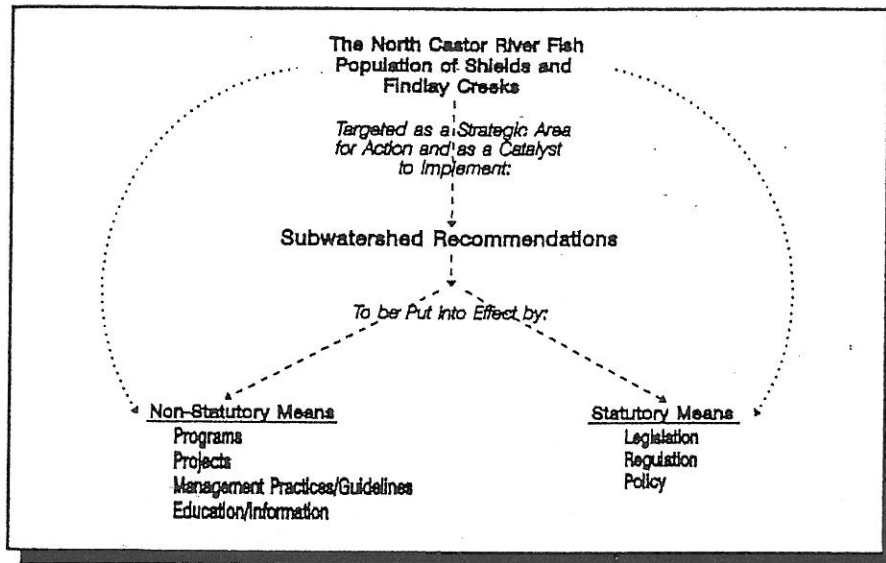 The North Castor River Fish
Population of Shields and
Findlay Creeks
Targeted as a Strategic Area
for Action and as a Catalyst
to Implement:
Subwatershed Recommendations
To be Put Into Effect by:
Non-Statutory Means
Programs
Projects
Management Practices/Guidelines
Education/Information
Statutory Means
Legislation
Regulation
Policy